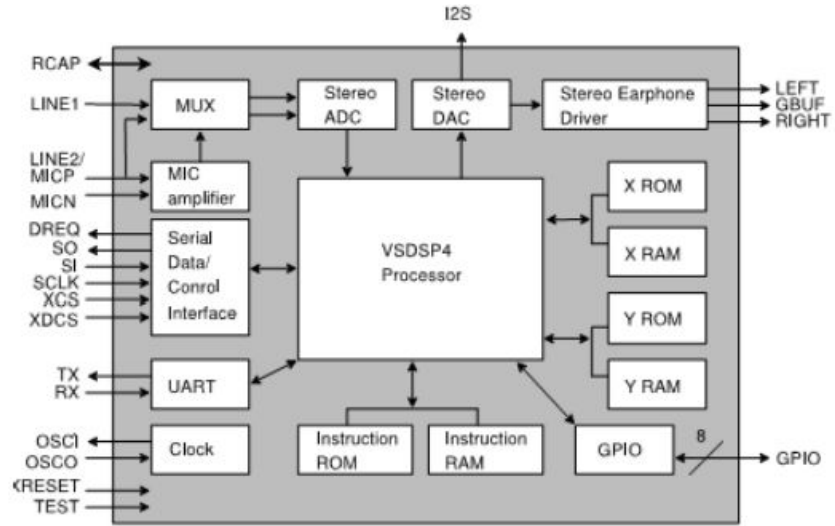 I2S
RCAP
LINE1
LINE2/
MICP
MICN
DREQ
SO
SI
SCLK
XCS
XDCS
TX
RX
OSCI
OSCO
XRESET
TEST
MUX
Stereo
ADC
Stereo
DAC
Stereo Earphone
Driver
LEFT
GBUF
RIGHT
MIC
amplifier
Serial
Data/
Conrol
Interface
VSDSP4
Processor
X ROM
X RAM
Y ROM
Y RAM
UART
Clock
Instruction
ROM
Instruction
RAM
GPIO
8
GPIO